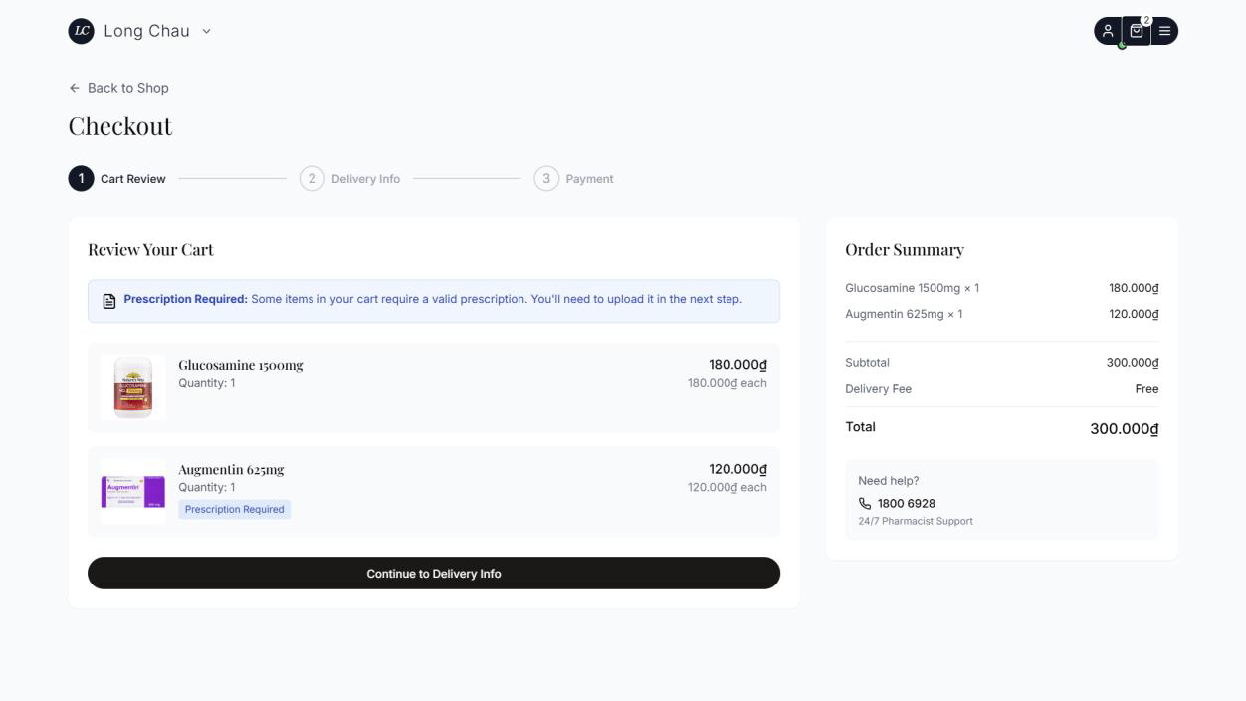 LC Long Chau
2
Back to Shop
Checkout
1 Cart Review
2 Delivery Info
3 Payment
Review Your Cart
Prescription Required: Some items in your cart require a valid prescription. You'll need to upload it in the next step.
Glucosamine 1500mg
180.000₫
Quantity: 1
180.000₫ each
Augmentin 625mg
120.000₫
Quantity: 1
120.000₫ each
Prescription Required
Augmentin
Continue to Delivery Info
Order Summary
Glucosamine 1500mg × 1
180.000₫
Augmentin 625mg × 1
120.000₫
Subtotal
300.000₫
Delivery Fee
Free
Total
300.000₫
Need help?
1800 6928
24/7 Pharmacist Support